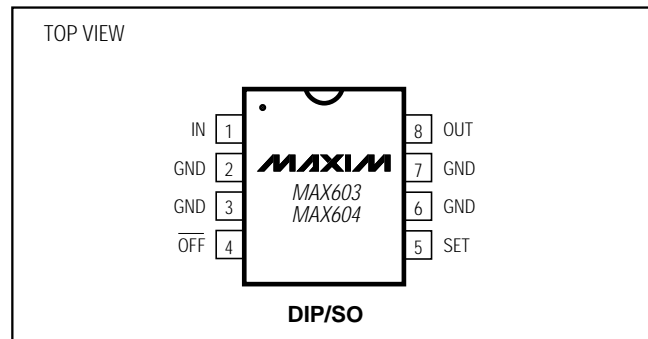 TOP VIEW
IN 1 8 OUT
GND 2 MAXIM 7 GND
MAX603
GND 3 MAX604 6 GND
O̅F̅F̅ 4 5 SET
DIP/SO